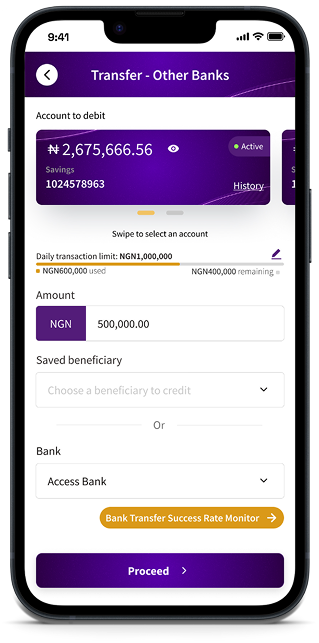 9:41
Transfer - Other Banks
Account to debit
₦ 2,675,666.56
Active
Savings
1024578963
History
Swipe to select an account
Daily transaction limit: NGN1,000,000
NGN600,000 used
NGN400,000 remaining
Amount
NGN 500,000.00
Saved beneficiary
Choose a beneficiary to credit
Or
Bank
Access Bank
Bank Transfer Success Rate Monitor
Proceed